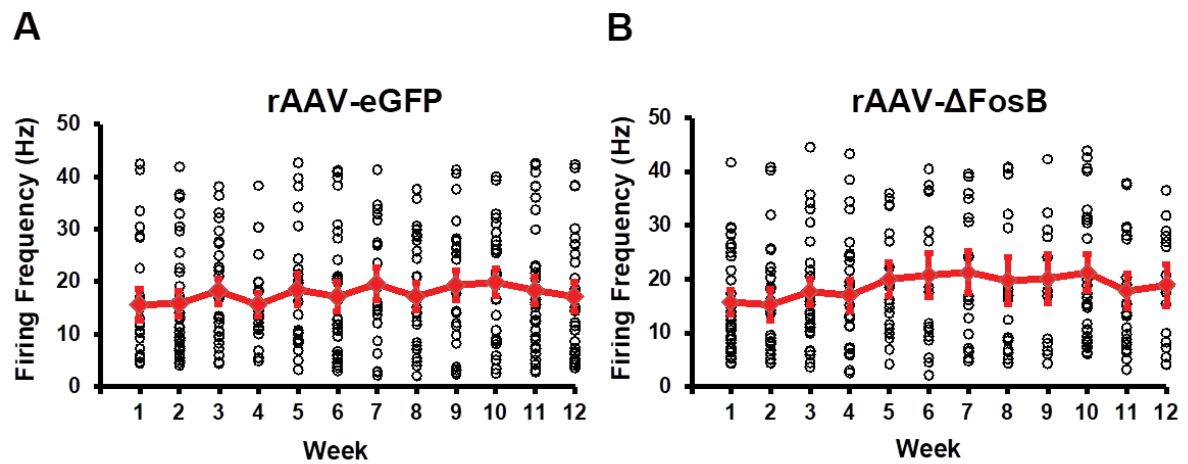 A
rAAV-eGFP
Firing Frequency (Hz)
50
40
30
20
10
0
1 2 3 4 5 6 7 8 9 10 11 12
Week
B
rAAV-ΔFosB
Firing Frequency (Hz)
50
40
30
20
10
0
1 2 3 4 5 6 7 8 9 10 11 12
Week